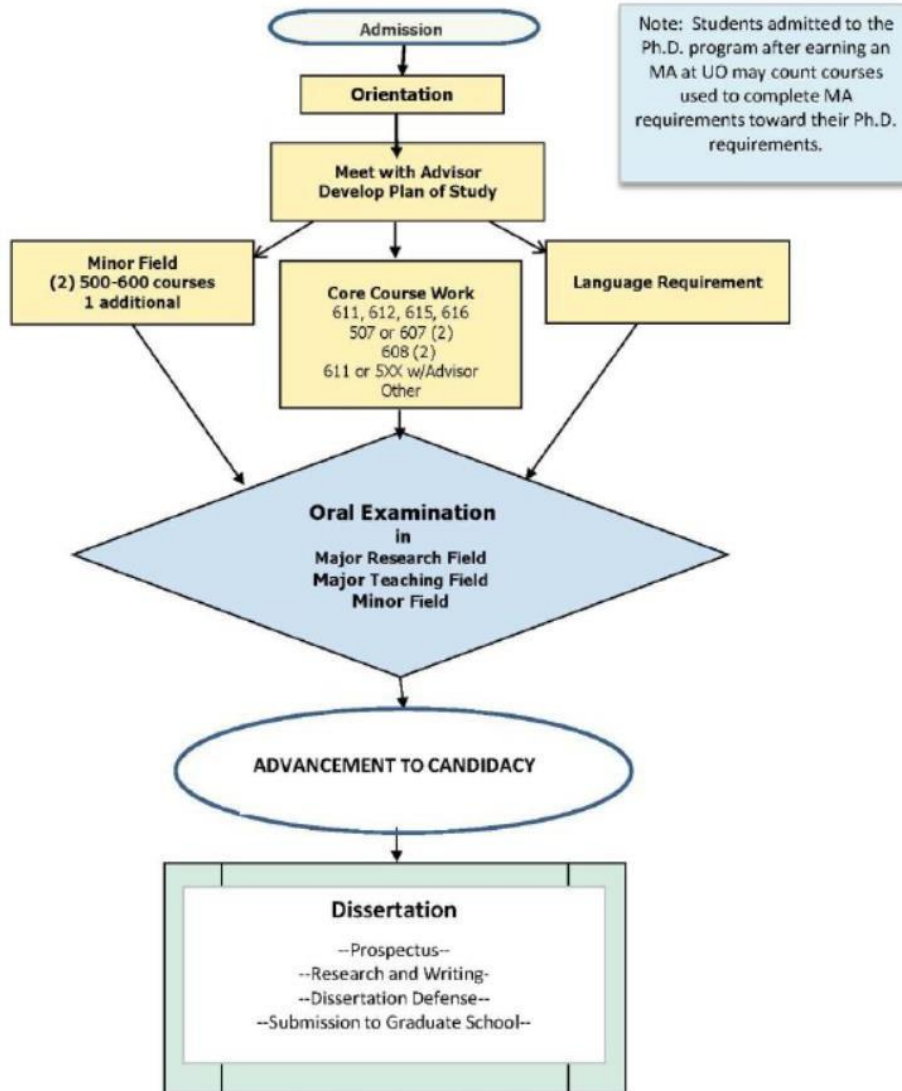 Admission
Note: Students admitted to the
Ph.D. program after earning an
MA at UO may count courses
used to complete MA
requirements toward their Ph.D.
requirements.
Orientation
Meet with Advisor
Develop Plan of Study
Minor Field
(2) 500-600 courses
1 additional
Core Course Work
611, 612, 615, 616
507 or 607 (2)
608 (2)
611 or 5XX w/Advisor
Other
Language Requirement
Oral Examination
in
Major Research Field
Major Teaching Field
Minor Field
ADVANCEMENT TO CANDIDACY
Dissertation
--Prospectus--
--Research and Writing-
--Dissertation Defense--
--Submission to Graduate School--